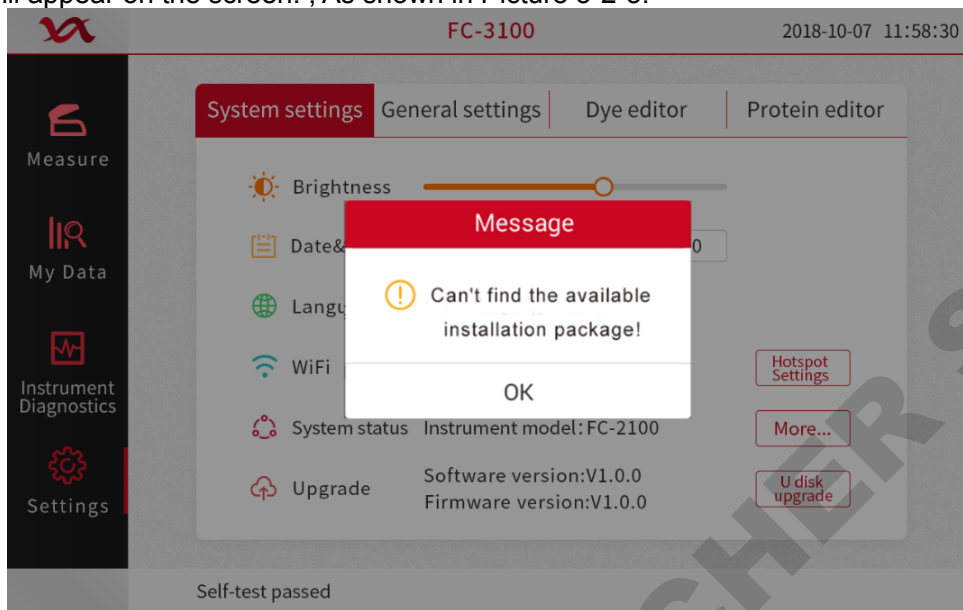 ill appear on the screen. , As shown in Picture 3-2-3.
FC-3100
2018-10-07 11:58:30
System settings General settings Dye editor Protein editor
Measure
Brightness
Message
Date&
0
My Data
Can't find the available
installation package!
Langu
WiFi
Hotspot
Settings
OK
Instrument
Diagnostics
System status Instrument model:FC-2100
More...
Upgrade
Software version:V1.0.0
Firmware version:V1.0.0
U disk
upgrade
Settings
Self-test passed
CHER S